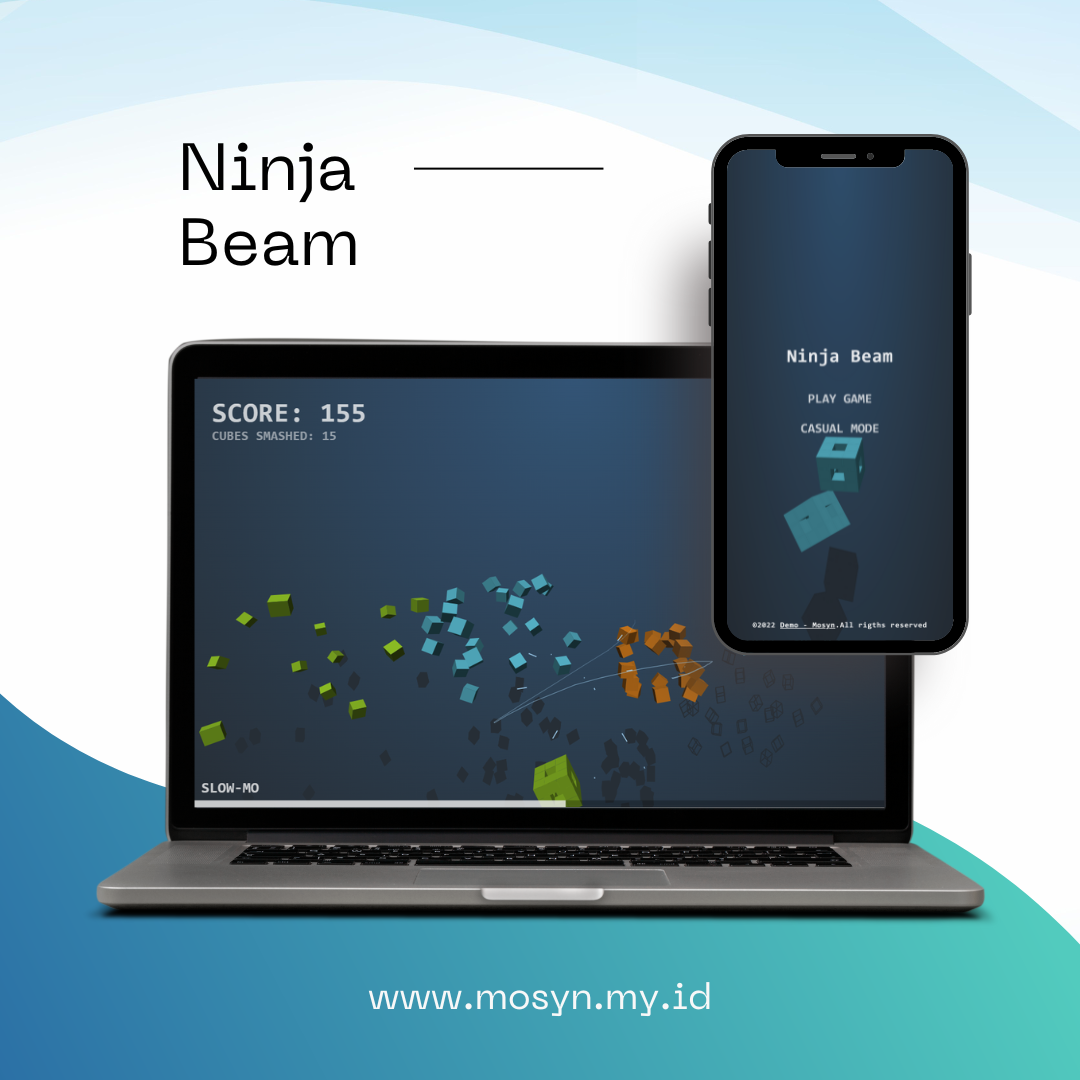 Ninja
Beam
SCORE: 155
CUBES SMASHED: 15
SLOW-MO
Ninja Beam
PLAY GAME
CASUAL MODE
©2022 Demo - Mosyn.All rigths reserved
www.mosyn.my.id